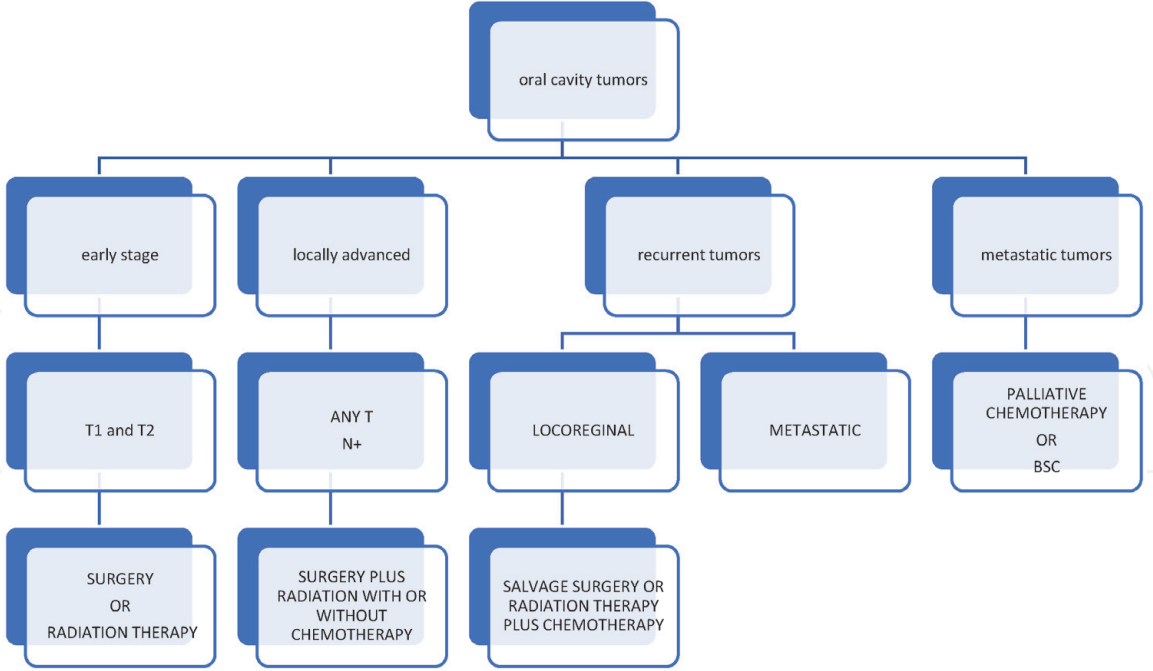 oral cavity tumors
early stage
locally advanced
recurrent tumors
metastatic tumors
T1 and T2
ANY T
N+
LOCOREGINAL
METASTATIC
PALLIATIVE
CHEMOTHERAPY
OR
BSC
SURGERY
OR
RADIATION THERAPY
SURGERY PLUS
RADIATION WITH OR
WITHOUT
CHEMOTHERAPY
SALVAGE SURGERY OR
RADIATION THERAPY
PLUS CHEMOTHERAPY